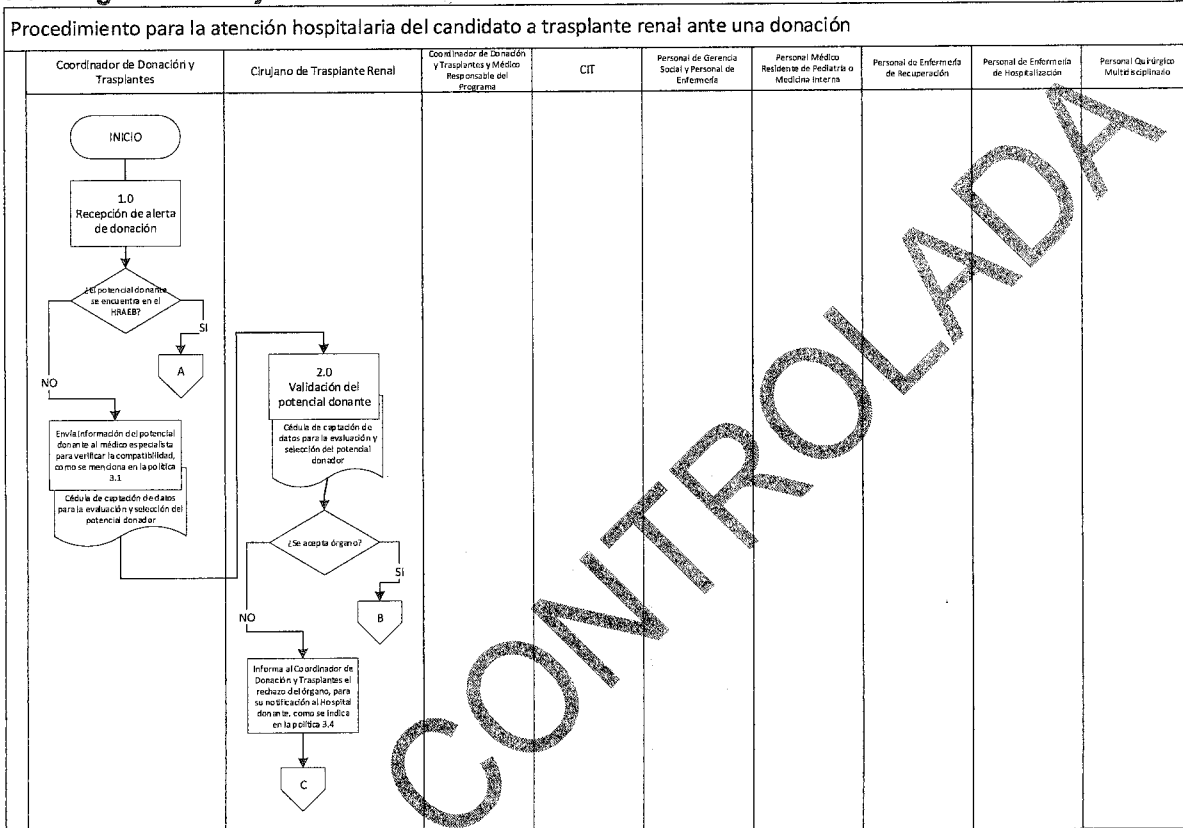 Procedimiento para la atención hospitalaria del candidato a trasplante renal ante una donación
Coordinador de Donación y
Trasplantes
Cirujano de Trasplante Renal
Coordinador de Donación
y Trasplantes y Médico
Responsable del
Programa
CIT
Personal de Gerencia
Social y Personal de
Enfermería
Personal Médico
Residente de Pediatría o
Medicina Interna
Personal de Enfermería
de Recuperación
Personal de Enfermería
de Hospitalización
Personal Quirúrgico
Multidisciplinario
INICIO
1.0
Recepción de alerta
de donación
¿El potencial donante
se encuentra en el
HRAEB?
SI
A
NO
Envía información del potencial
donante al médico especialista
para verificar la compatibilidad,
como se menciona en la política
3.1
Cédula de captación de datos
para la evaluación y selección del
potencial donador
2.0
Validación del
potencial donante
Cédula de captación de
datos para la evaluación y
selección del potencial
donador
¿Se acepta órgano?
SI
B
NO
Informa al Coordinador de
Donación y Trasplantes el
rechazo del órgano, para
su notificación al Hospital
donante, como se indica
en la política 3.4
C
CONTROLADA